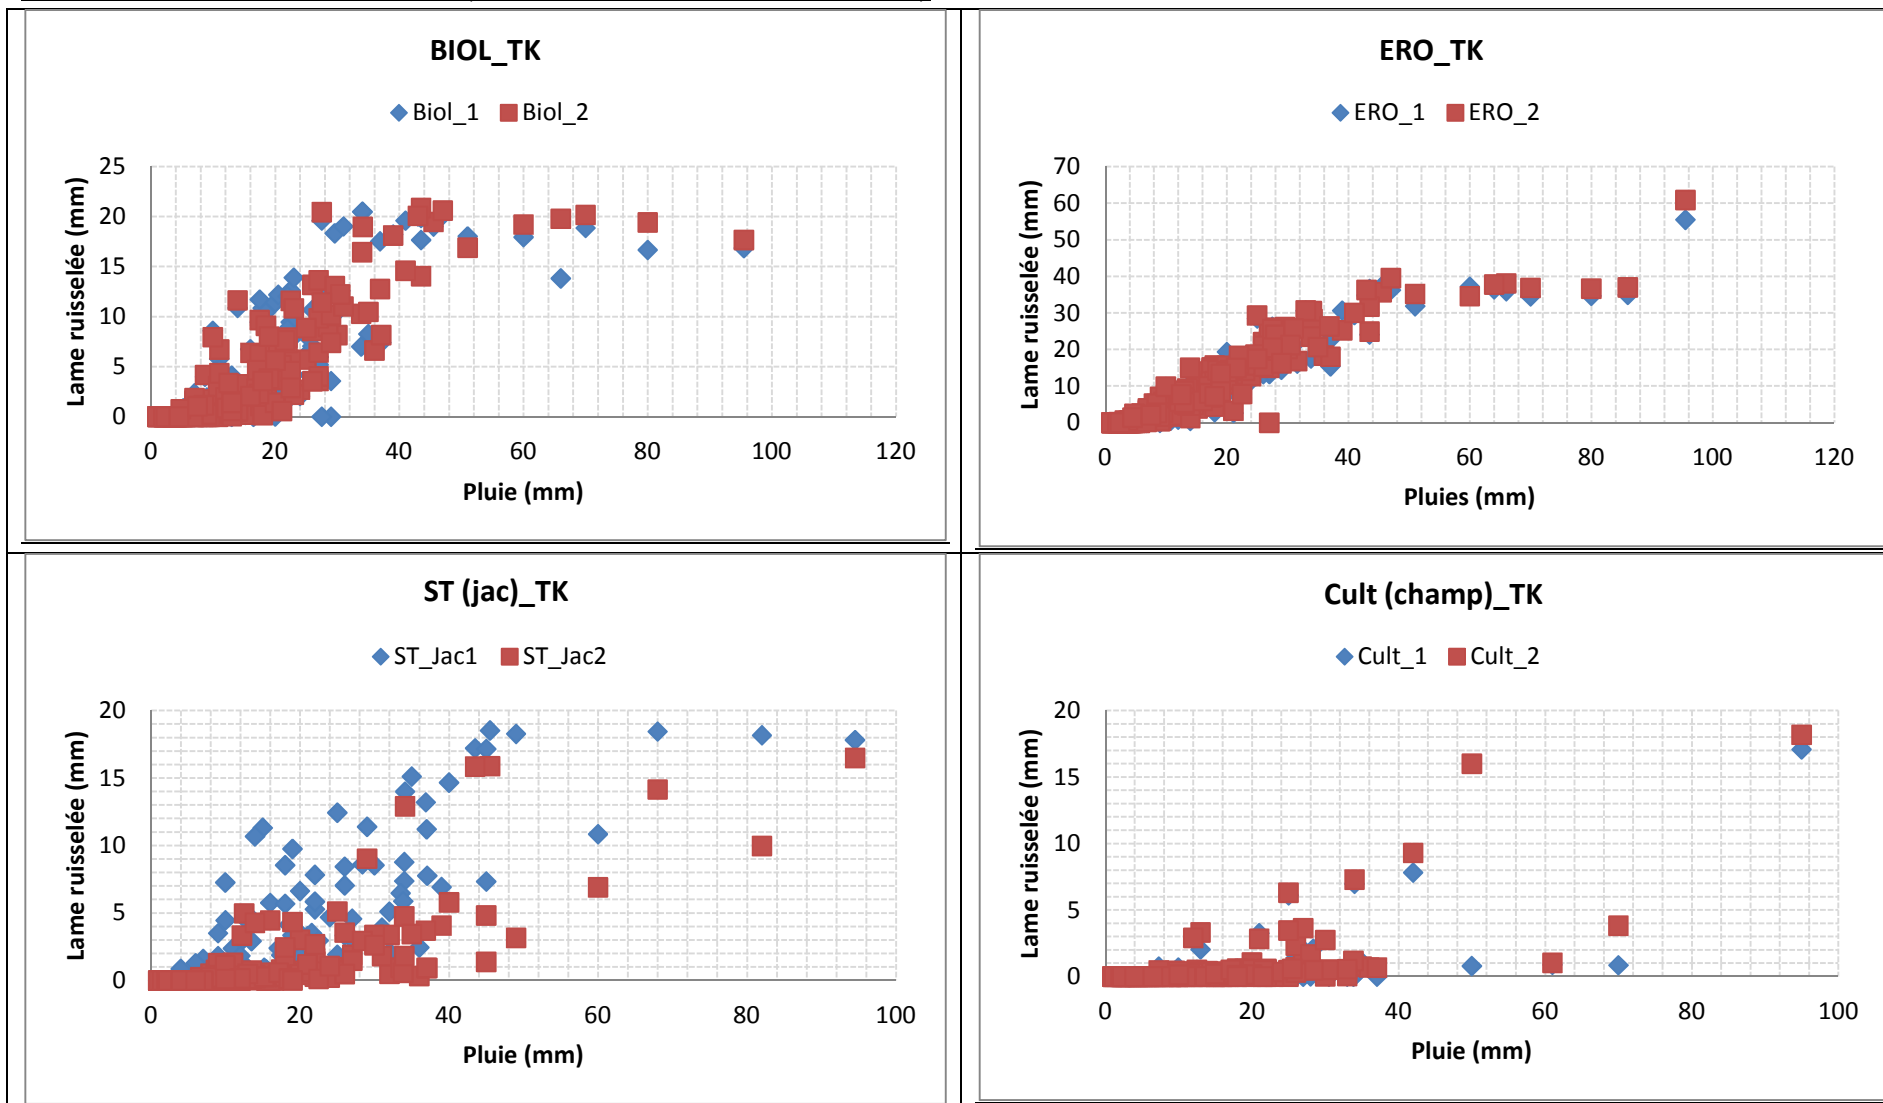 BIOL_TK
Biol_1 Biol_2
Lame ruisselée (mm)
25
20
15
10
5
0
0 20 40 60 80 100 120
Pluie (mm)
ERO_TK
ERO_1 ERO_2
Lame ruisselée (mm)
70
60
50
40
30
20
10
0
0 20 40 60 80 100 120
Pluies (mm)
ST (jac)_TK
ST_Jac1 ST_Jac2
Lame ruisselée (mm)
20
15
10
5
0
0 20 40 60 80 100
Pluie (mm)
Cult (champ)_TK
Cult_1 Cult_2
Lame ruisselée (mm)
20
15
10
5
0
0 20 40 60 80 100
Pluie (mm)